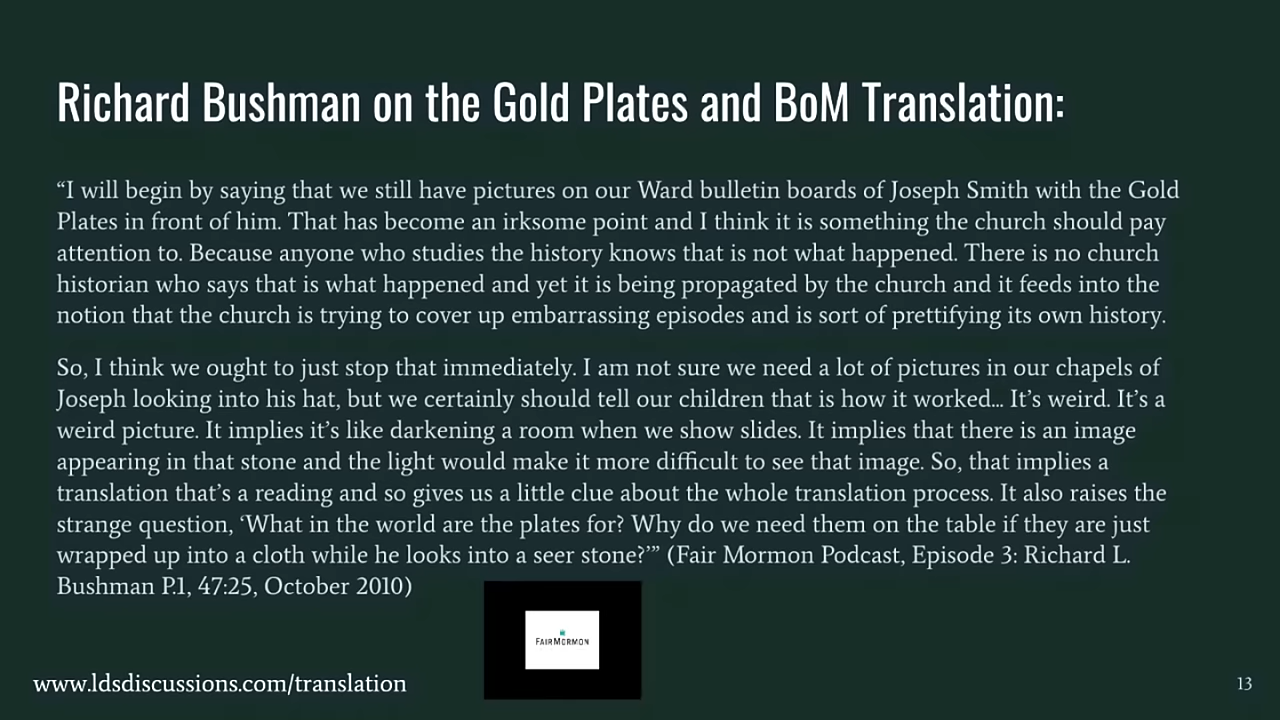 Richard Bushman on the Gold Plates and BoM Translation:
“I will begin by saying that we still have pictures on our Ward bulletin boards of Joseph Smith with the Gold
Plates in front of him. That has become an irksome point and I think it is something the church should pay
attention to. Because anyone who studies the history knows that is not what happened. There is no church
historian who says that is what happened and yet it is being propagated by the church and it feeds into the
notion that the church is trying to cover up embarrassing episodes and is sort of prettifying its own history.
So, I think we ought to just stop that immediately. I am not sure we need a lot of pictures in our chapels of
Joseph looking into his hat, but we certainly should tell our children that is how it worked... It’s weird. It’s a
weird picture. It implies it’s like darkening a room when we show slides. It implies that there is an image
appearing in that stone and the light would make it more difficult to see that image. So, that implies a
translation that’s a reading and so gives us a little clue about the whole translation process. It also raises the
strange question, ‘What in the world are the plates for? Why do we need them on the table if they are just
wrapped up into a cloth while he looks into a seer stone?’” (Fair Mormon Podcast, Episode 3: Richard L.
Bushman P.1, 47:25, October 2010)
FAIRMORMON
www.ldsdiscussions.com/translation
13